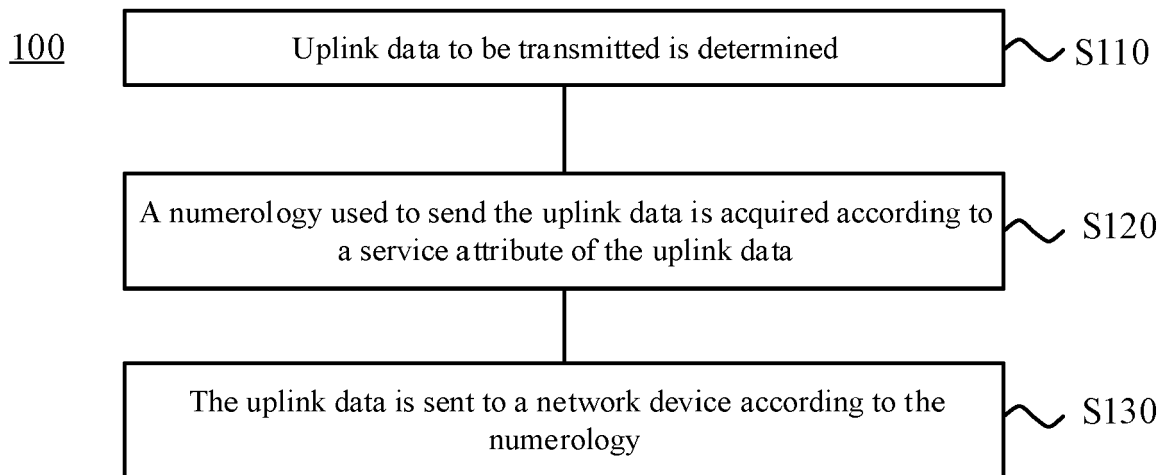 100
Uplink data to be transmitted is determined
S110
A numerology used to send the uplink data is acquired according to
a service attribute of the uplink data
S120
The uplink data is sent to a network device according to the
numerology
S130